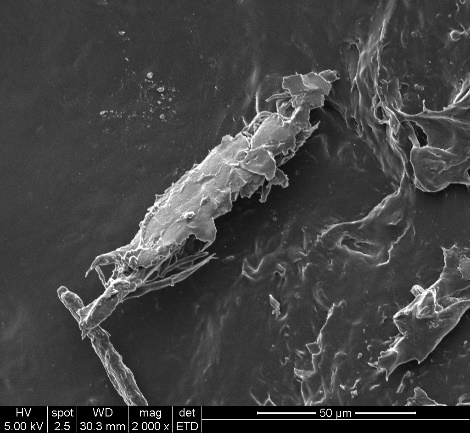 HV spot WD mag det
5.00 kV 2.5 30.3 mm 2 000 x ETD 50 µm